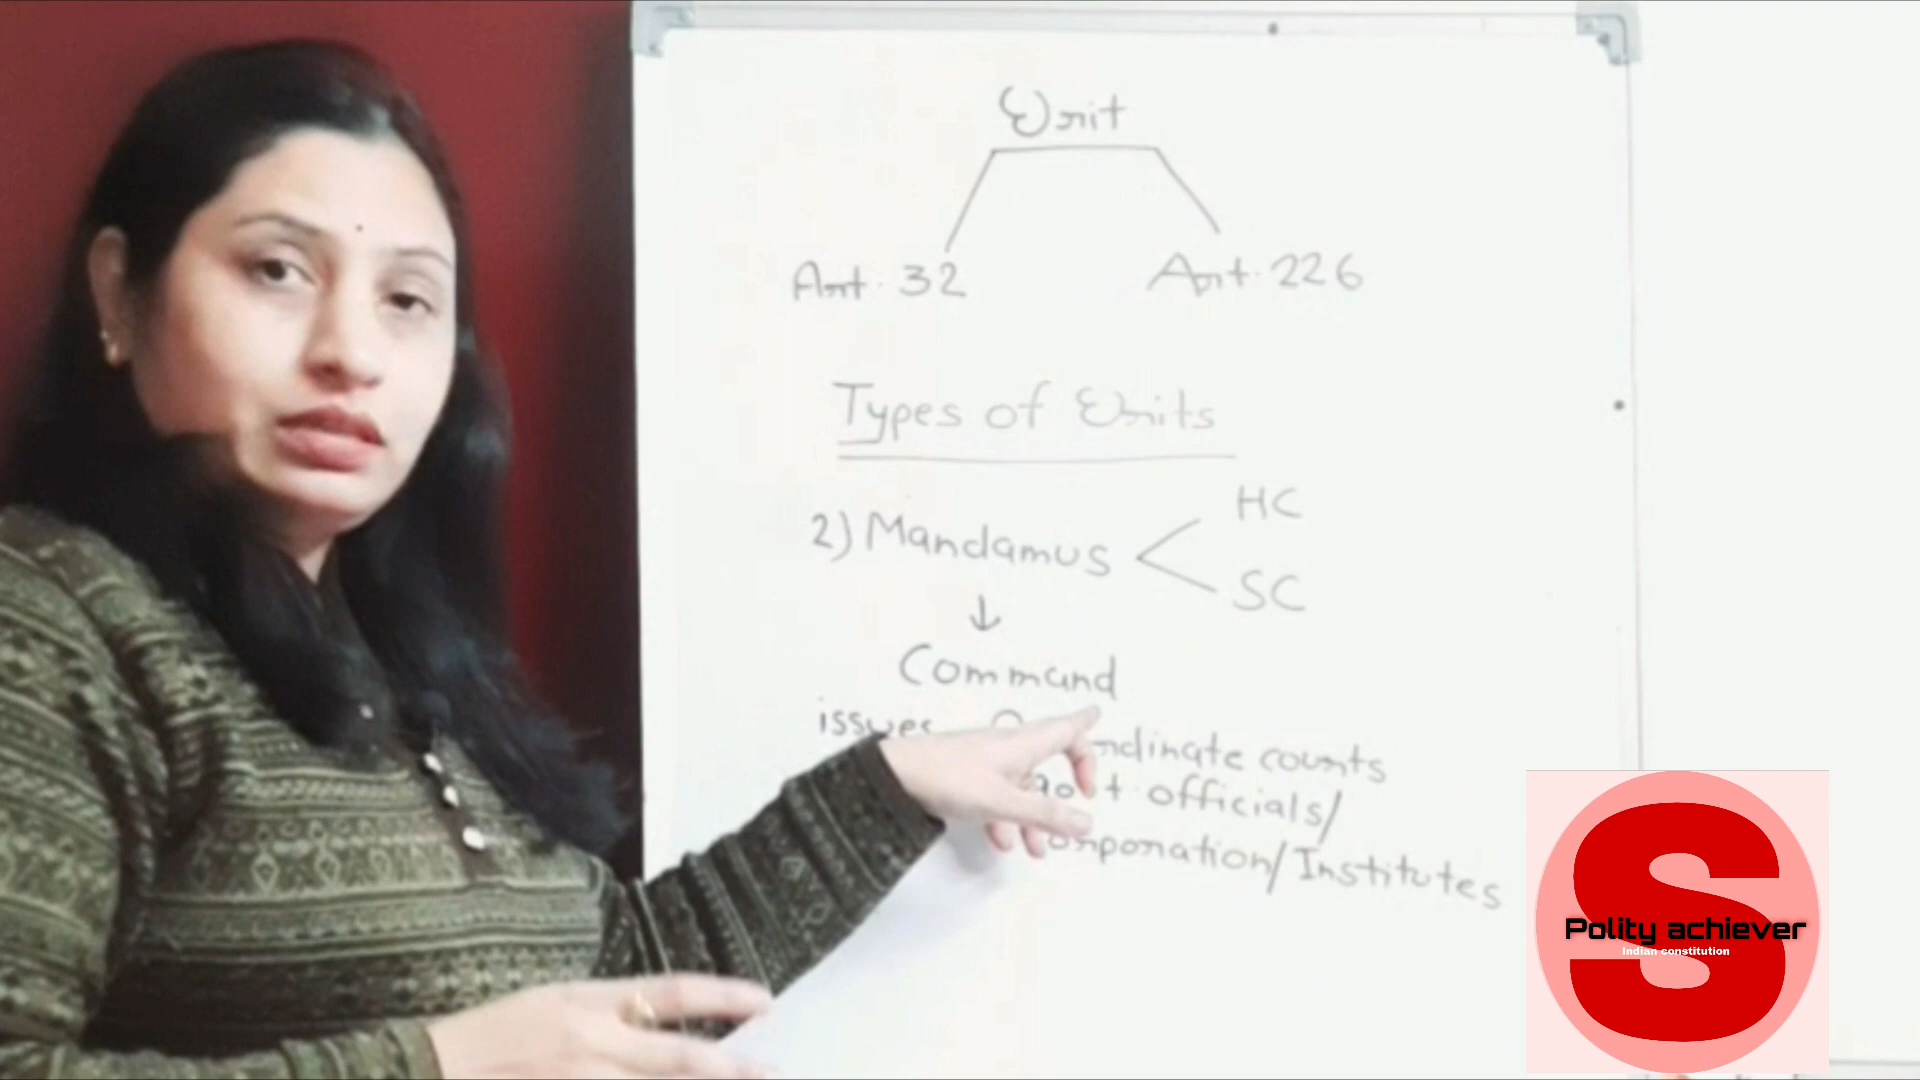 Writ
Art. 32
Art. 226
Types of Writs
2) Mandamus
HC
SC
↓
Command
issues
courts
officials/
/Institutes
Polity achiever
Indian constitution